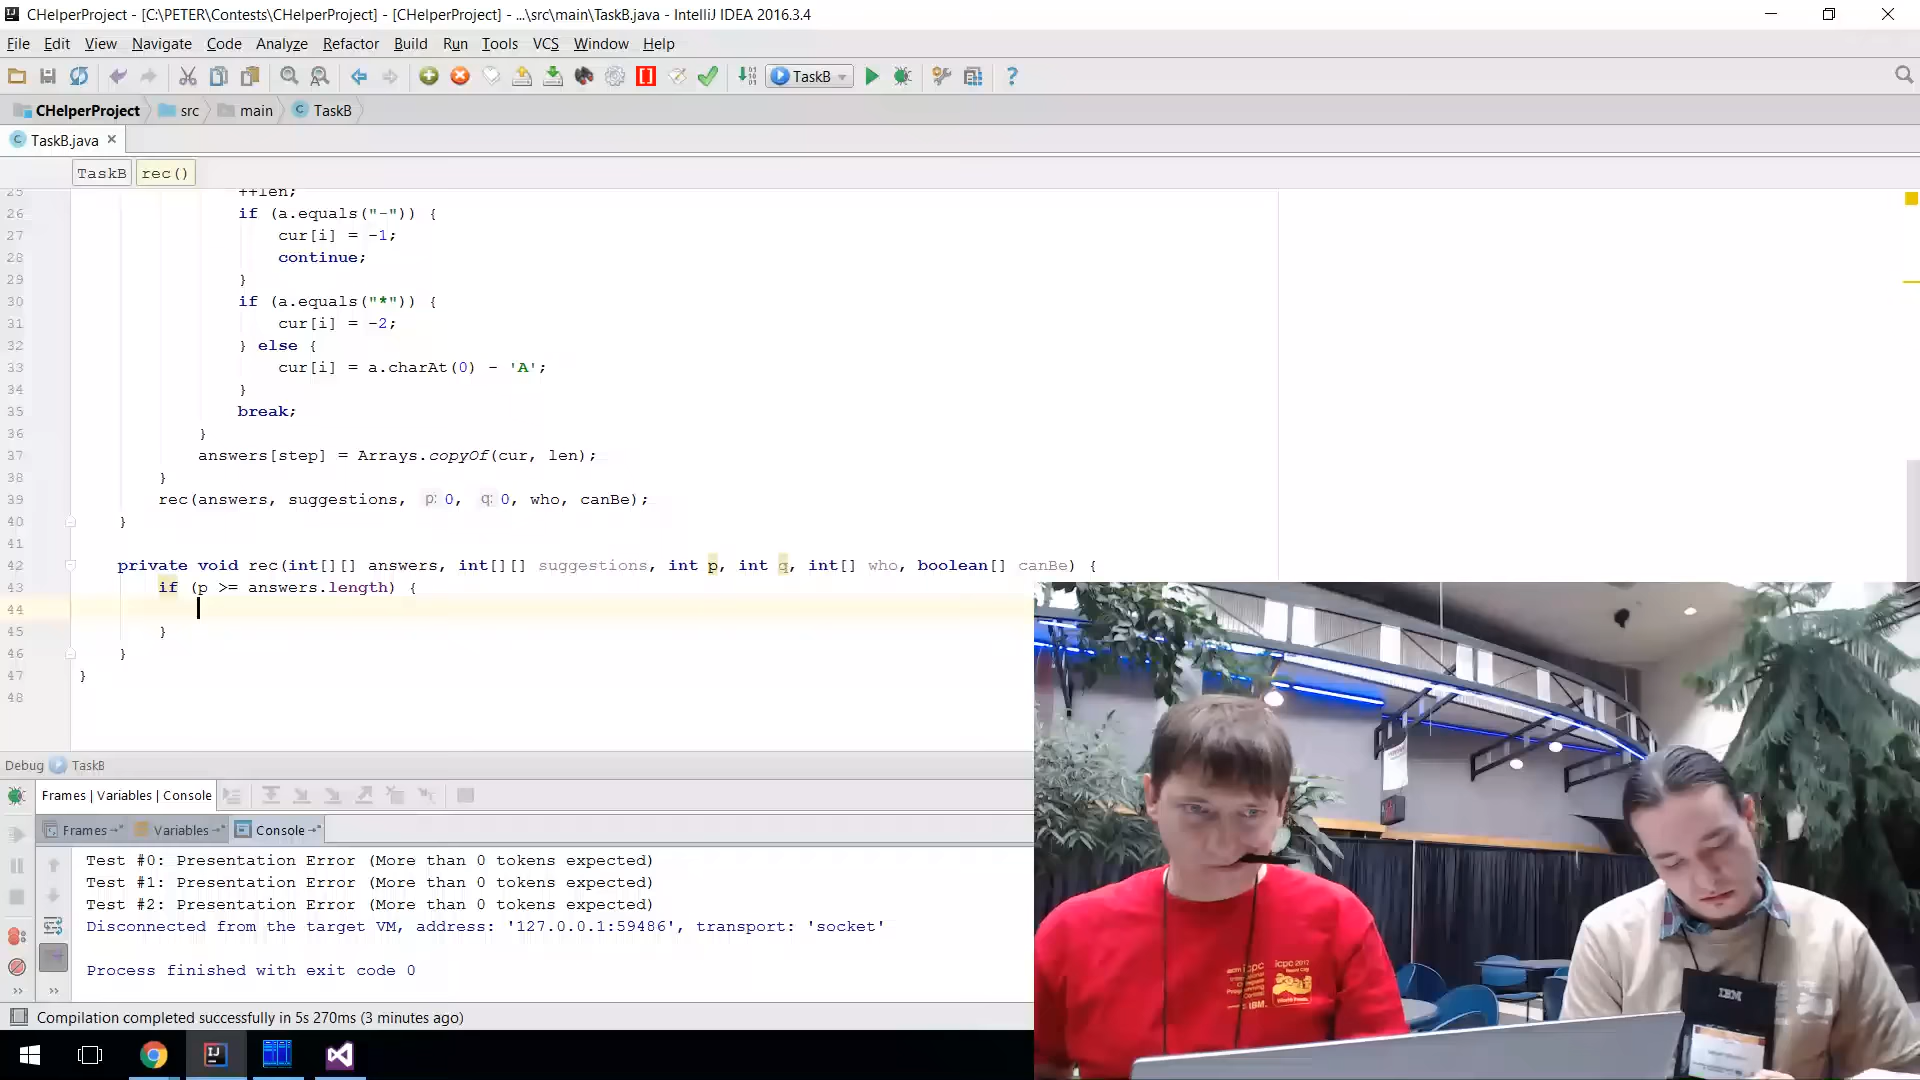 CHelperProject - [C:\PETER\Contests\CHelperProject] - [CHelperProject] - ...\src\main\TaskB.java - IntelliJ IDEA 2016.3.4
File Edit View Navigate Code Analyze Refactor Build Run Tools VCS Window Help
TaskB
CHelperProject src main TaskB
TaskB.java
TaskB rec()
25 ++len;
26 if (a.equals("-")) {
27 cur[i] = -1;
28 continue;
29 }
30 if (a.equals("*")) {
31 cur[i] = -2;
32 } else {
33 cur[i] = a.charAt(0) - 'A';
34 }
35 break;
36 }
37 answers[step] = Arrays.copyOf(cur, len);
38 }
39 rec(answers, suggestions, p: 0, q: 0, who, canBe);
40 }
41
42 private void rec(int[][] answers, int[][] suggestions, int p, int q, int[] who, boolean[] canBe) {
43 if (p >= answers.length) {
44
45 }
46 }
47 }
48
Debug TaskB
Frames | Variables | Console
Frames Variables Console
Test #0: Presentation Error (More than 0 tokens expected)
Test #1: Presentation Error (More than 0 tokens expected)
Test #2: Presentation Error (More than 0 tokens expected)
Disconnected from the target VM, address: '127.0.0.1:59486', transport: 'socket'
Process finished with exit code 0
Compilation completed successfully in 5s 270ms (3 minutes ago)
acm icpc
icpc 2017
IBM
IBM